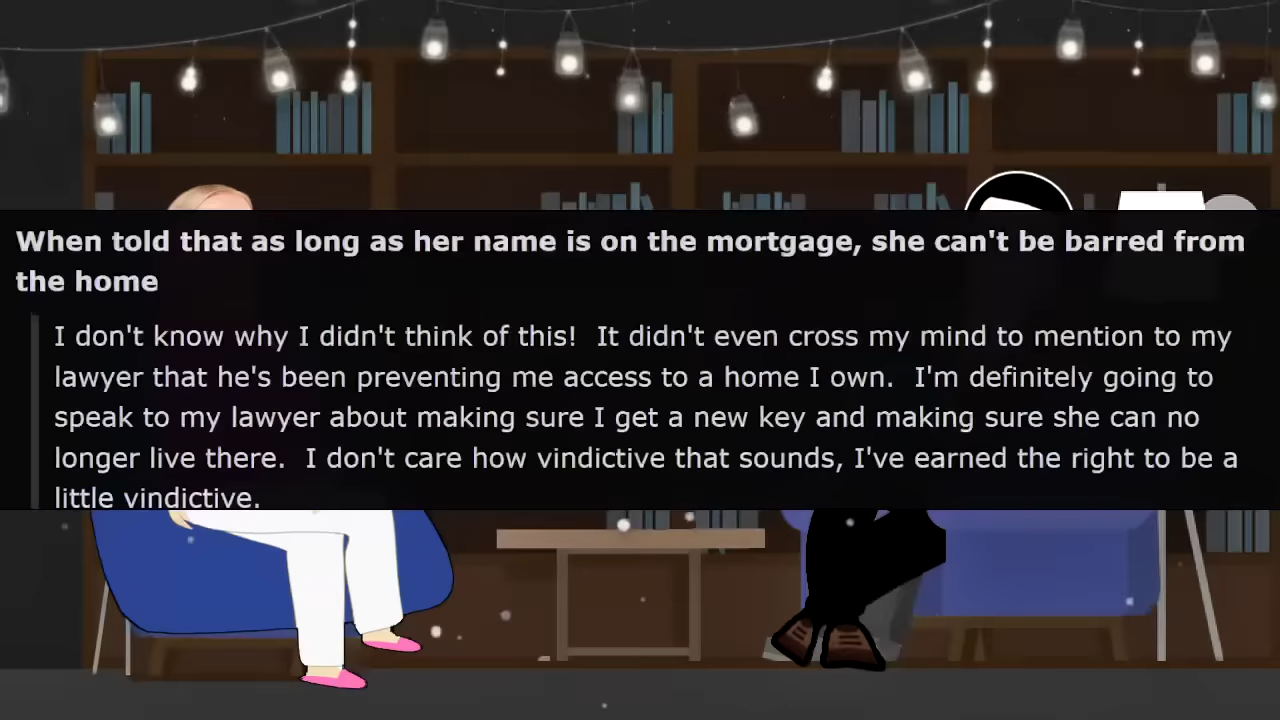 When told that as long as her name is on the mortgage, she can't be barred from
the home
I don't know why I didn't think of this!  It didn't even cross my mind to mention to my
lawyer that he's been preventing me access to a home I own.  I'm definitely going to
speak to my lawyer about making sure I get a new key and making sure she can no
longer live there.  I don't care how vindictive that sounds, I've earned the right to be a
little vindictive.